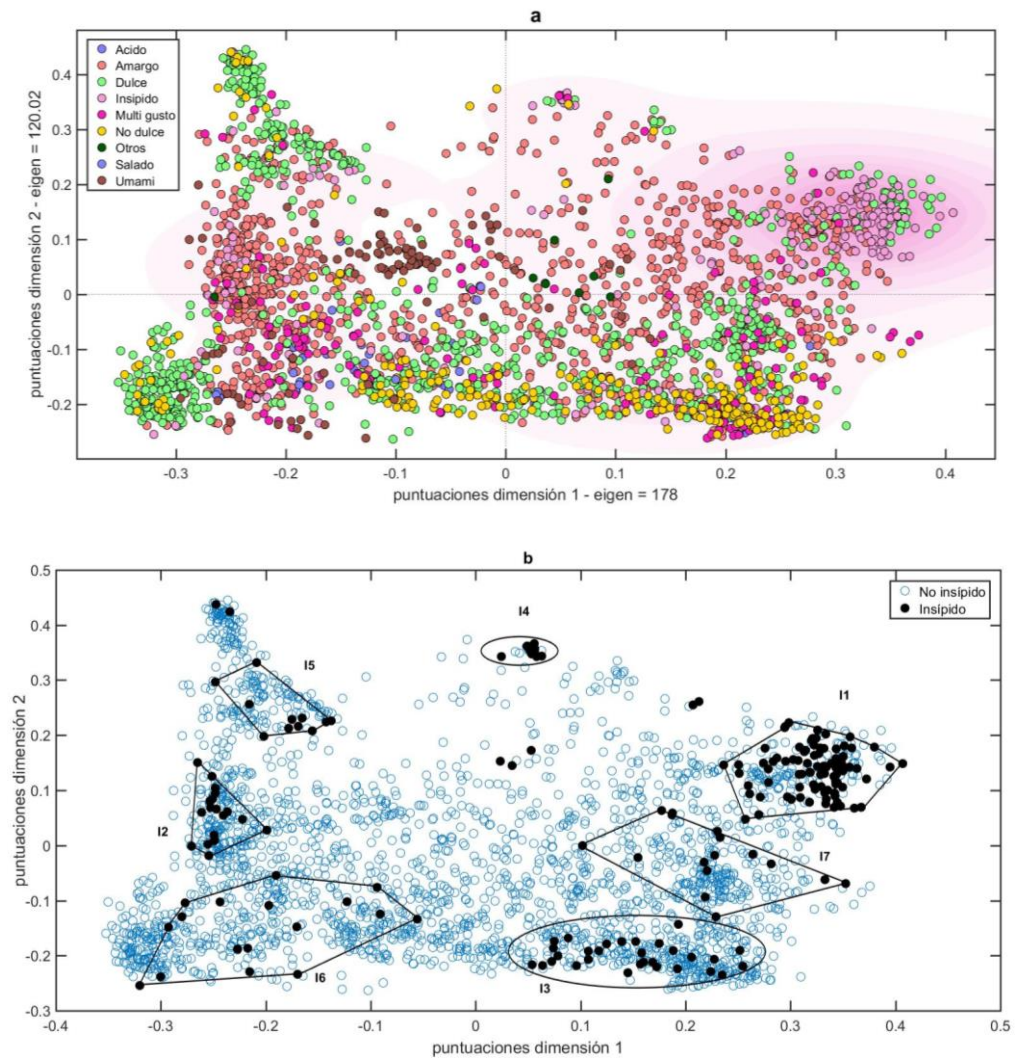 a
Acido
Amargo
Dulce
Insipido
Multi gusto
No dulce
Otros
Salado
Umami
0.4
0.3
0.2
0.1
0
-0.1
-0.2
puntuaciones dimensión 2 - eigen = 120.02
-0.3 -0.2 -0.1 0 0.1 0.2 0.3 0.4
puntuaciones dimensión 1 - eigen = 178
b
No insípido
Insípido
0.5
0.4
0.3
0.2
0.1
0
-0.1
-0.2
-0.3
puntuaciones dimensión 2
I4
I5
I1
I2
I7
I6
I3
-0.4 -0.3 -0.2 -0.1 0 0.1 0.2 0.3 0.4 0.5
puntuaciones dimensión 1